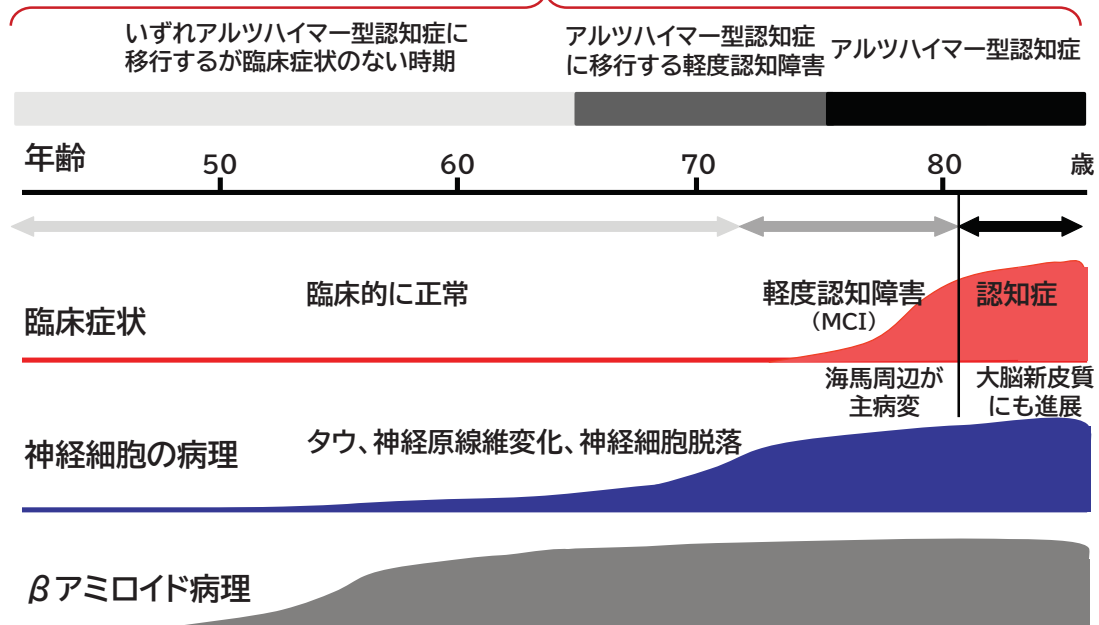 いずれアルツハイマー型認知症に
移行するが臨床症状のない時期
アルツハイマー型認知症
に移行する軽度認知障害
アルツハイマー型認知症
年齢 50 60 70 80 歳
臨床症状
臨床的に正常
軽度認知障害
(MCI)
認知症
海馬周辺が
主病変
大脳新皮質
にも進展
神経細胞の病理
タウ、神経原線維変化、神経細胞脱落
βアミロイド病理